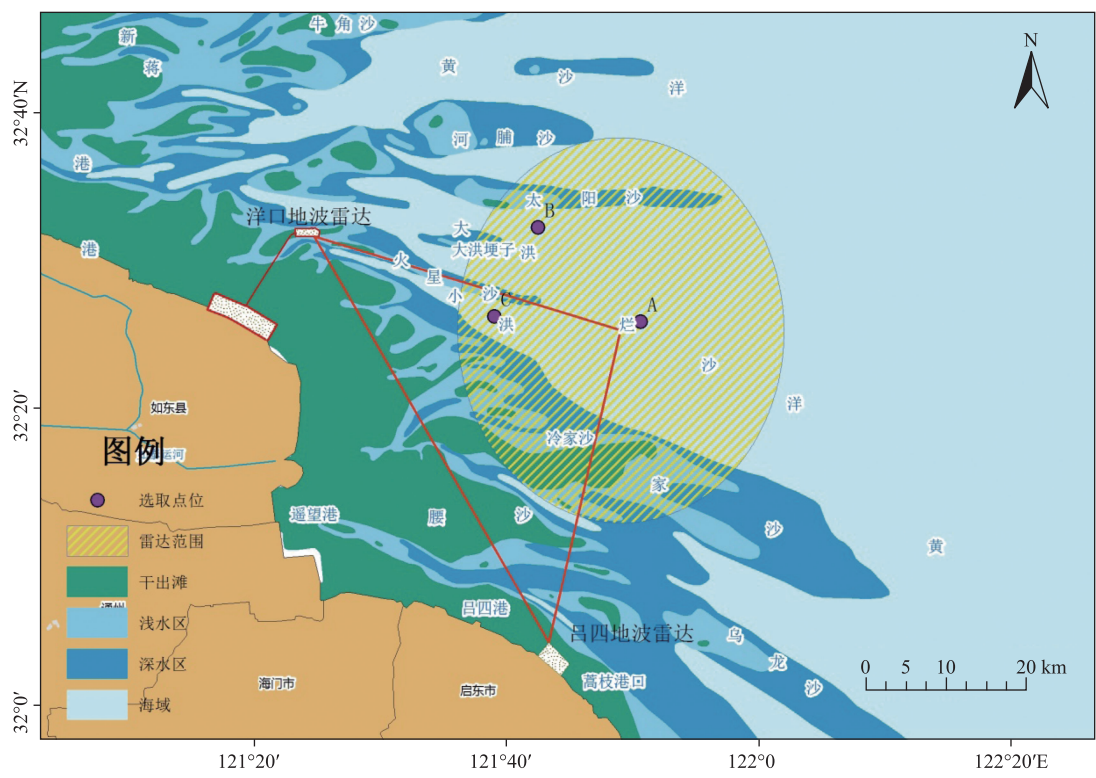 新
蒋
港
牛角沙
黄
沙
洋
河 脯 沙
太 阳 沙
B
洋口地波雷达
大
大洪埂子 洪
港
火
星
沙
小
C
洪
烂
A
沙
洋
如东县
运河
冷家沙
家
沙
黄
遥望港
腰
沙
吕四港
吕四地波雷达
乌
龙
沙
蒿枝港口
海门市
启东市
图例
选取点位
雷达范围
干出滩
浅水区
深水区
海域
N
0 5 10 20 km
32°40′N
32°20′
32°0′
121°20′
121°40′
122°0′
122°20′E